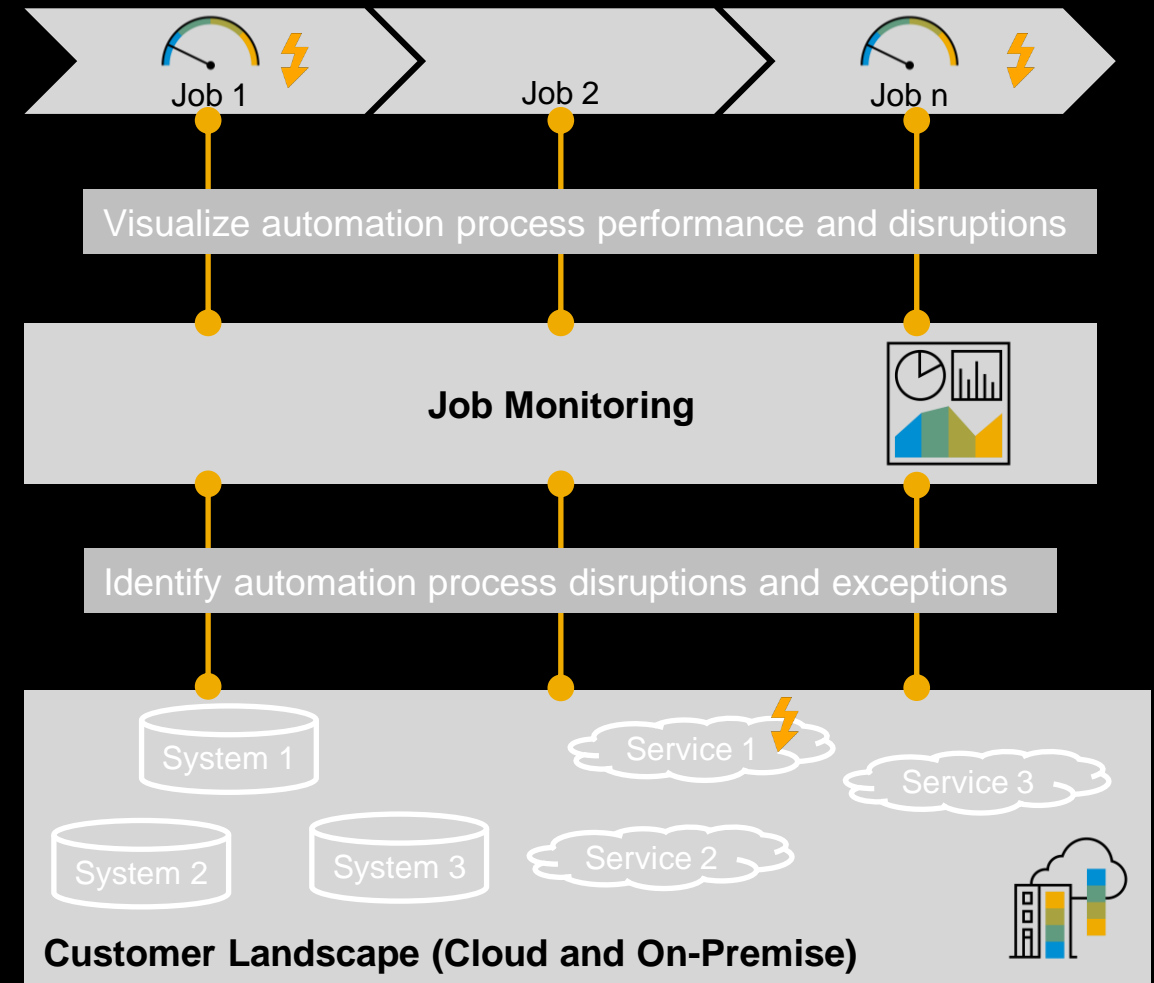 Job 1
Job 2
Job n
Visualize automation process performance and disruptions
Job Monitoring
Identify automation process disruptions and exceptions
System 1
Service 1
Service 3
System 2
System 3
Service 2
Customer Landscape (Cloud and On-Premise)